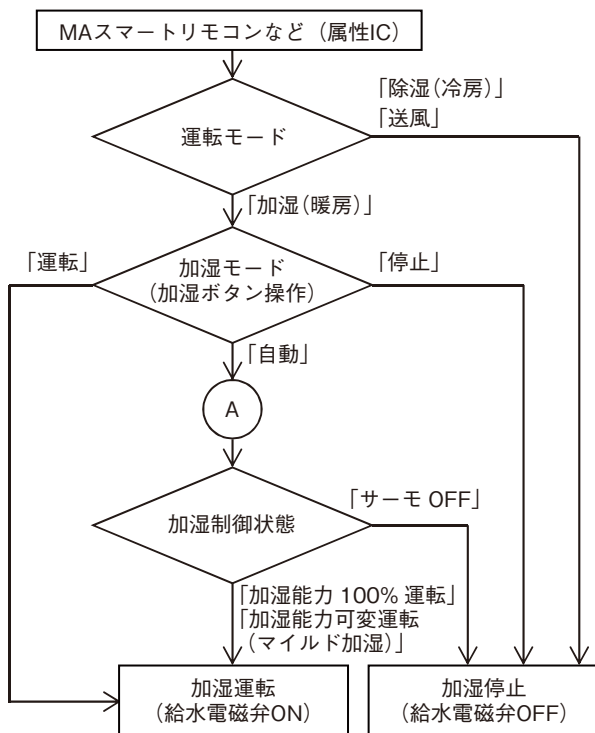 MAスマートリモコンなど（属性IC）
「除湿（冷房）」
「送風」
運転モード
「加湿（暖房）」
「運転」
加湿モード
（加湿ボタン操作）
「停止」
「自動」
A
加湿制御状態
「サーモ OFF」
「加湿能力 100% 運転」
「加湿能力可変運転
（マイルド加湿）」
加湿運転
（給水電磁弁ON）
加湿停止
（給水電磁弁OFF）